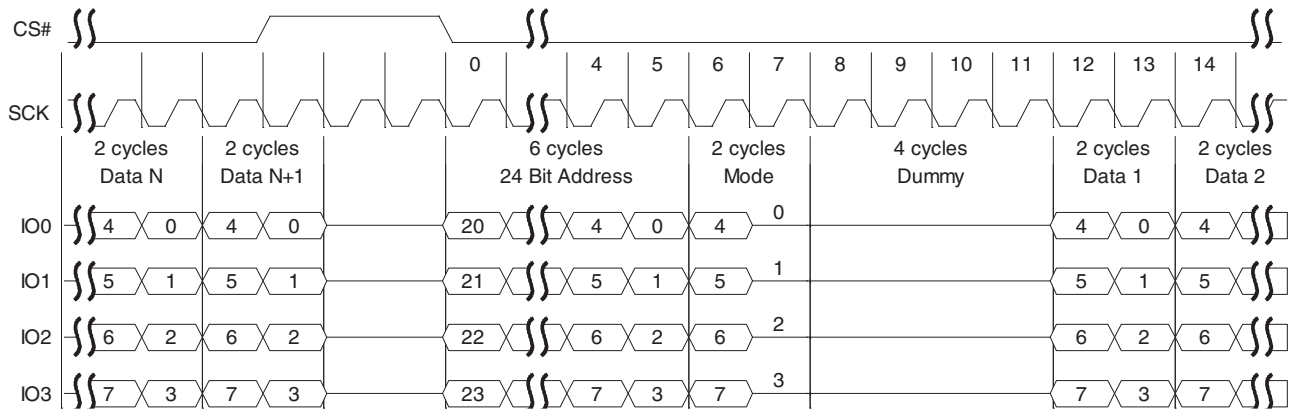 CS#
0 4 5 6 7 8 9 10 11 12 13 14
SCK
2 cycles 2 cycles 6 cycles 2 cycles 4 cycles 2 cycles 2 cycles
Data N Data N+1 24 Bit Address Mode Dummy Data 1 Data 2
IO0 4 0 4 0 20 4 0 4 0 4 0 4
IO1 5 1 5 1 21 5 1 5 1 5 1 5
IO2 6 2 6 2 22 6 2 6 2 6 2 6
IO3 7 3 7 3 23 7 3 7 3 7 3 7